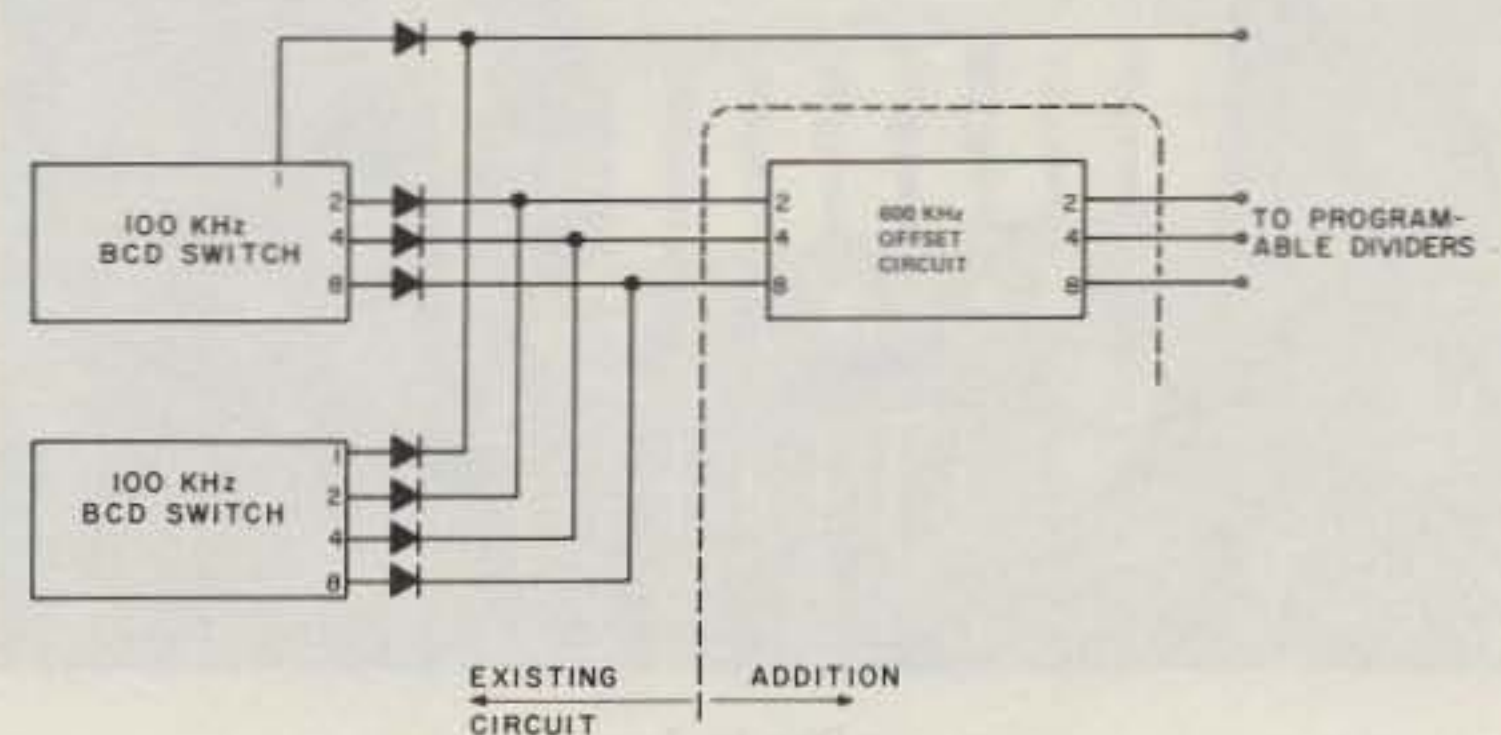 1
100 KHz
BCD SWITCH
2
4
8
2
4
8
600 KHz
OFFSET
CIRCUIT
2
4
8
TO PROGRAM-
ABLE DIVIDERS
100 KHz
BCD SWITCH
1
2
4
8
EXISTING
CIRCUIT
ADDITION